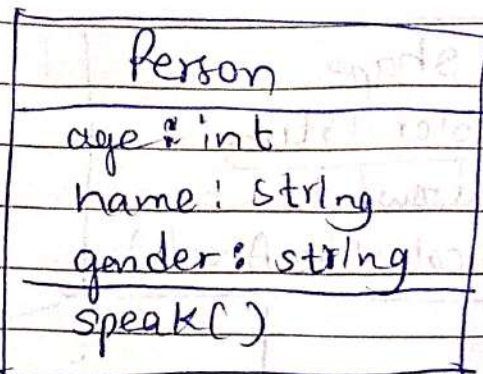 Person
age : int
name : string
gender : string
speak()